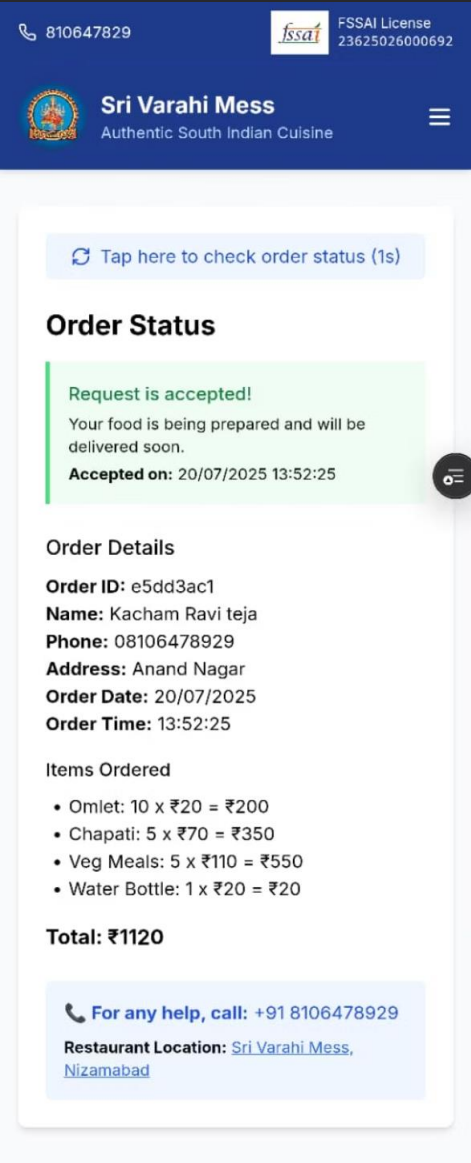 810647829
fssai
FSSAI License
23625026000692
Sri Varahi Mess
Authentic South Indian Cuisine
Tap here to check order status (1s)
Order Status
Request is accepted!
Your food is being prepared and will be
delivered soon.
Accepted on: 20/07/2025 13:52:25
Order Details
Order ID: e5dd3ac1
Name: Kacham Ravi teja
Phone: 08106478929
Address: Anand Nagar
Order Date: 20/07/2025
Order Time: 13:52:25
Items Ordered
• Omlet: 10 x ₹20 = ₹200
• Chapati: 5 x ₹70 = ₹350
• Veg Meals: 5 x ₹110 = ₹550
• Water Bottle: 1 x ₹20 = ₹20
Total: ₹1120
📞 For any help, call: +91 8106478929
Restaurant Location: Sri Varahi Mess,
Nizamabad